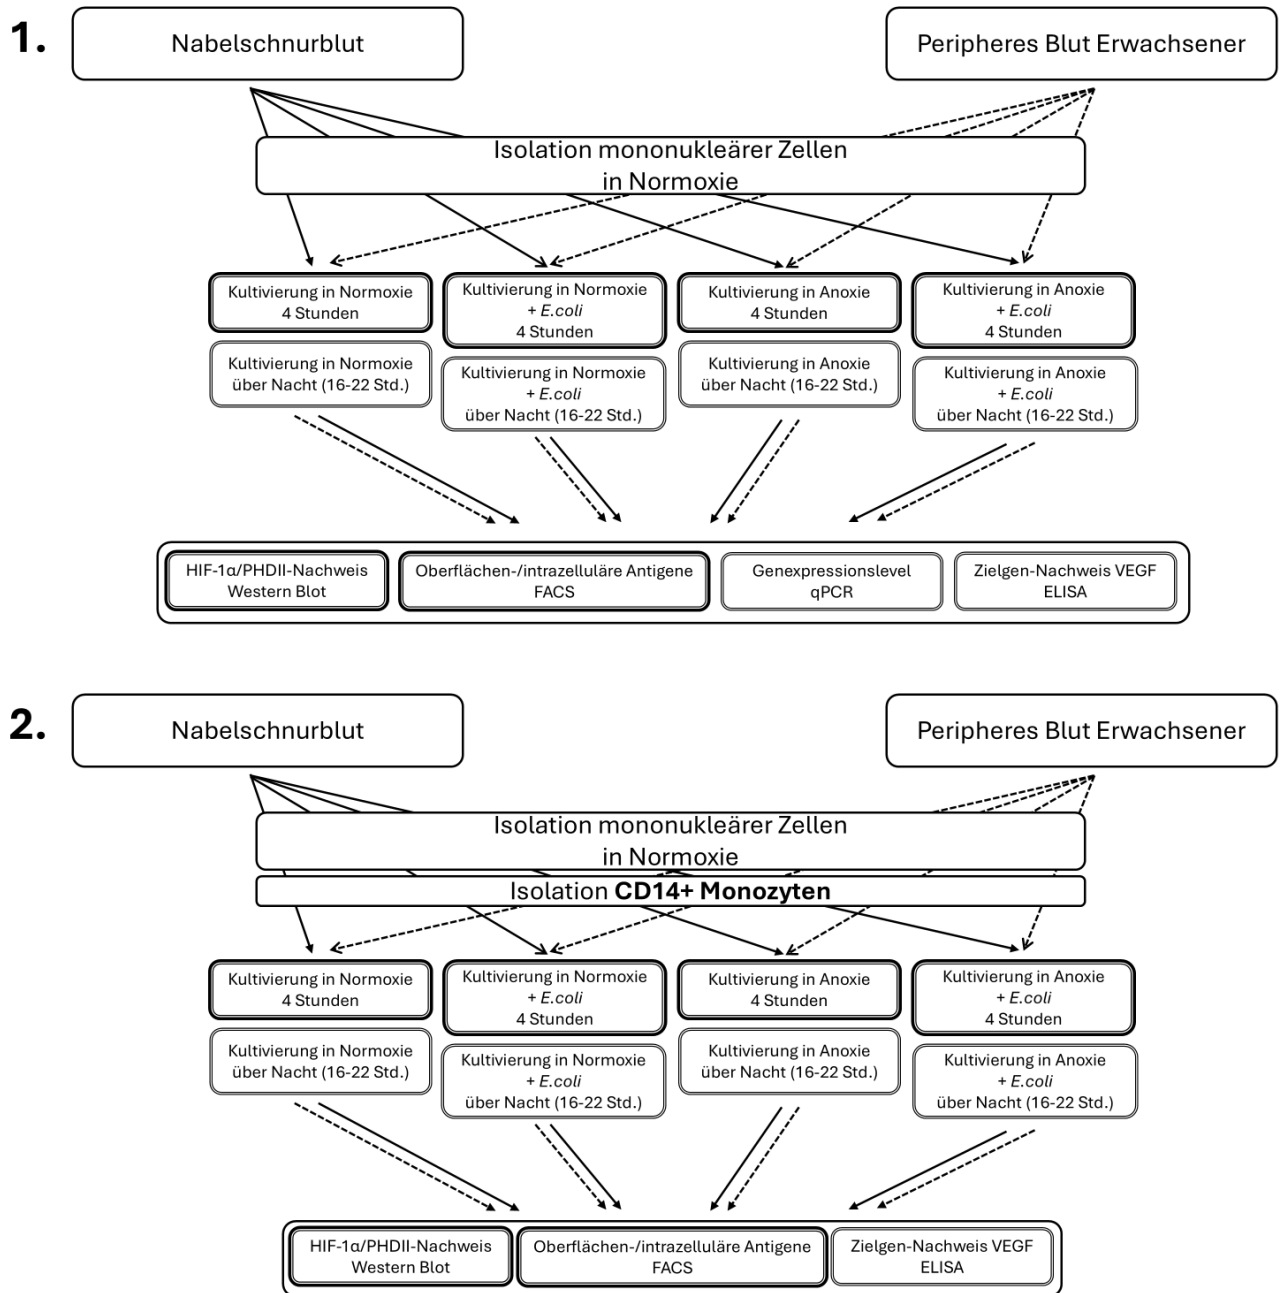 1.
Nabelschnurblut
Peripheres Blut Erwachsener
Isolation mononukleärer Zellen
in Normoxie
Kultivierung in Normoxie
4 Stunden
Kultivierung in Normoxie
+ E.coli
4 Stunden
Kultivierung in Anoxie
4 Stunden
Kultivierung in Anoxie
+ E.coli
4 Stunden
Kultivierung in Normoxie
über Nacht (16-22 Std.)
Kultivierung in Normoxie
+ E.coli
über Nacht (16-22 Std.)
Kultivierung in Anoxie
über Nacht (16-22 Std.)
Kultivierung in Anoxie
+ E.coli
über Nacht (16-22 Std.)
HIF-1α/PHDII-Nachweis
Western Blot
Oberflächen-/intrazelluläre Antigene
FACS
Genexpressionslevel
qPCR
Zielgen-Nachweis VEGF
ELISA
2.
Nabelschnurblut
Peripheres Blut Erwachsener
Isolation mononukleärer Zellen
in Normoxie
Isolation CD14+ Monozyten
Kultivierung in Normoxie
4 Stunden
Kultivierung in Normoxie
+ E.coli
4 Stunden
Kultivierung in Anoxie
4 Stunden
Kultivierung in Anoxie
+ E.coli
4 Stunden
Kultivierung in Normoxie
über Nacht (16-22 Std.)
Kultivierung in Normoxie
+ E.coli
über Nacht (16-22 Std.)
Kultivierung in Anoxie
über Nacht (16-22 Std.)
Kultivierung in Anoxie
+ E.coli
über Nacht (16-22 Std.)
HIF-1α/PHDII-Nachweis
Western Blot
Oberflächen-/intrazelluläre Antigene
FACS
Zielgen-Nachweis VEGF
ELISA